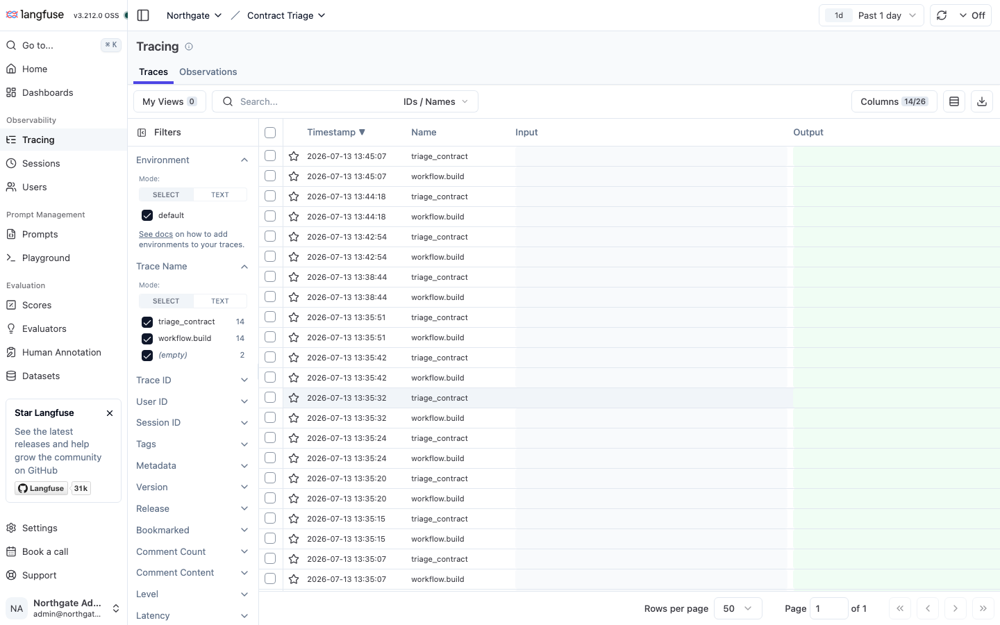 langfuse
v3.212.0 OSS
Northgate
Contract Triage
1d
Past 1 day
Off
Go to...
⌘ K
Home
Dashboards
Observability
Tracing
Sessions
Users
Prompt Management
Prompts
Playground
Evaluation
Scores
Evaluators
Human Annotation
Datasets
Star Langfuse
See the latest
releases and help
grow the community
on GitHub
Langfuse
31k
Settings
Book a call
Support
NA
Northgate Ad...
admin@northgat...
Tracing
Traces
Observations
My Views 0
Search...
IDs / Names
Columns 14/26
Filters
Environment
Mode:
SELECT
TEXT
default
See docs on how to add
environments to your traces.
Trace Name
Mode:
SELECT
TEXT
triage_contract 14
workflow.build 14
(empty) 2
Trace ID
User ID
Session ID
Tags
Metadata
Version
Release
Bookmarked
Comment Count
Comment Content
Level
Latency
Timestamp ▼ Name Input Output
2026-07-13 13:45:07 triage_contract
2026-07-13 13:45:07 workflow.build
2026-07-13 13:44:18 triage_contract
2026-07-13 13:44:18 workflow.build
2026-07-13 13:42:54 triage_contract
2026-07-13 13:42:54 workflow.build
2026-07-13 13:38:44 triage_contract
2026-07-13 13:38:44 workflow.build
2026-07-13 13:35:51 triage_contract
2026-07-13 13:35:51 workflow.build
2026-07-13 13:35:42 triage_contract
2026-07-13 13:35:42 workflow.build
2026-07-13 13:35:32 triage_contract
2026-07-13 13:35:32 workflow.build
2026-07-13 13:35:24 triage_contract
2026-07-13 13:35:24 workflow.build
2026-07-13 13:35:20 triage_contract
2026-07-13 13:35:20 workflow.build
2026-07-13 13:35:15 triage_contract
2026-07-13 13:35:15 workflow.build
2026-07-13 13:35:07 triage_contract
2026-07-13 13:35:07 workflow.build
Rows per page 50 Page 1 of 1